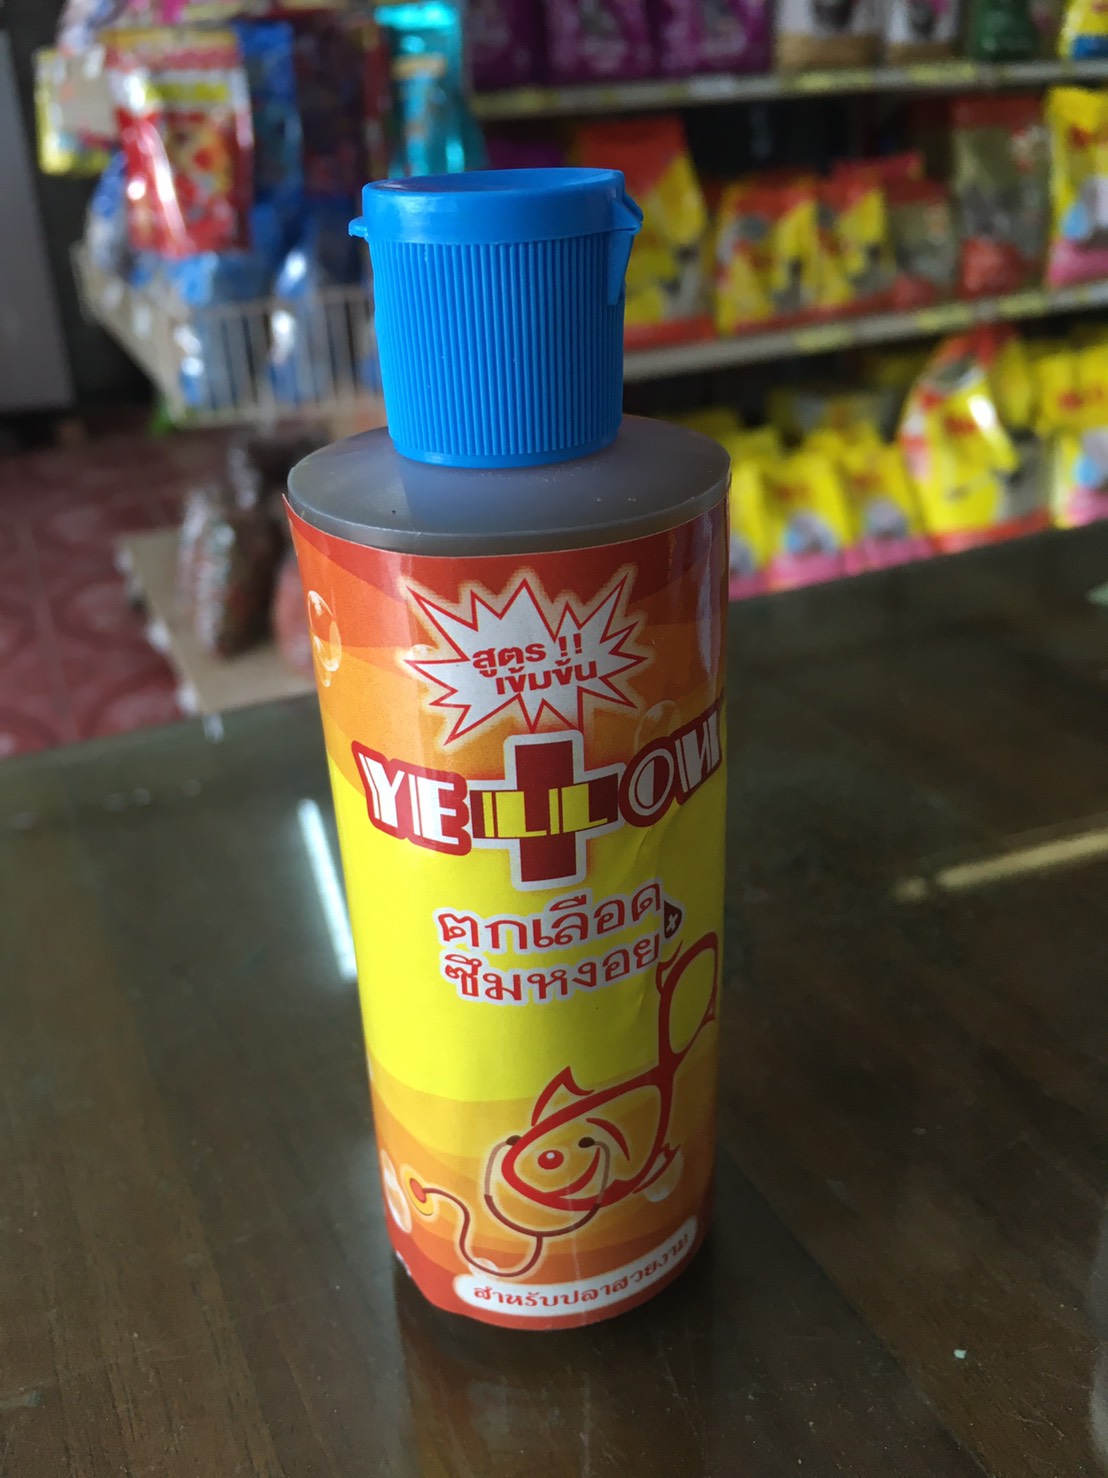 สูตร !!
เข้มข้น
YELLOW
ตกเลือด
ซึมหงอย
สำหรับปลาสวยงาม